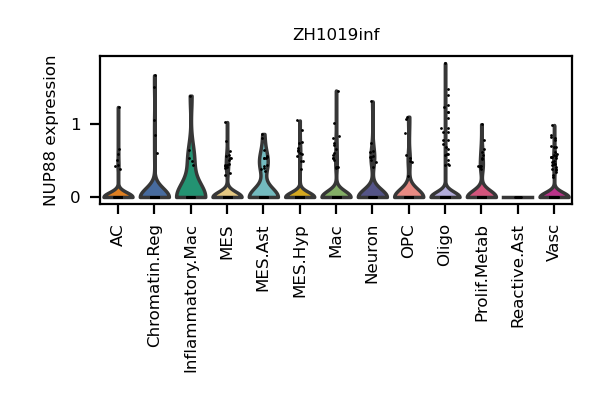 ZH1019inf
NUP88 expression
1
0
AC
Chromatin.Reg
Inflammatory.Mac
MES
MES.Ast
MES.Hyp
Mac
Neuron
OPC
Oligo
Prolif.Metab
Reactive.Ast
Vasc